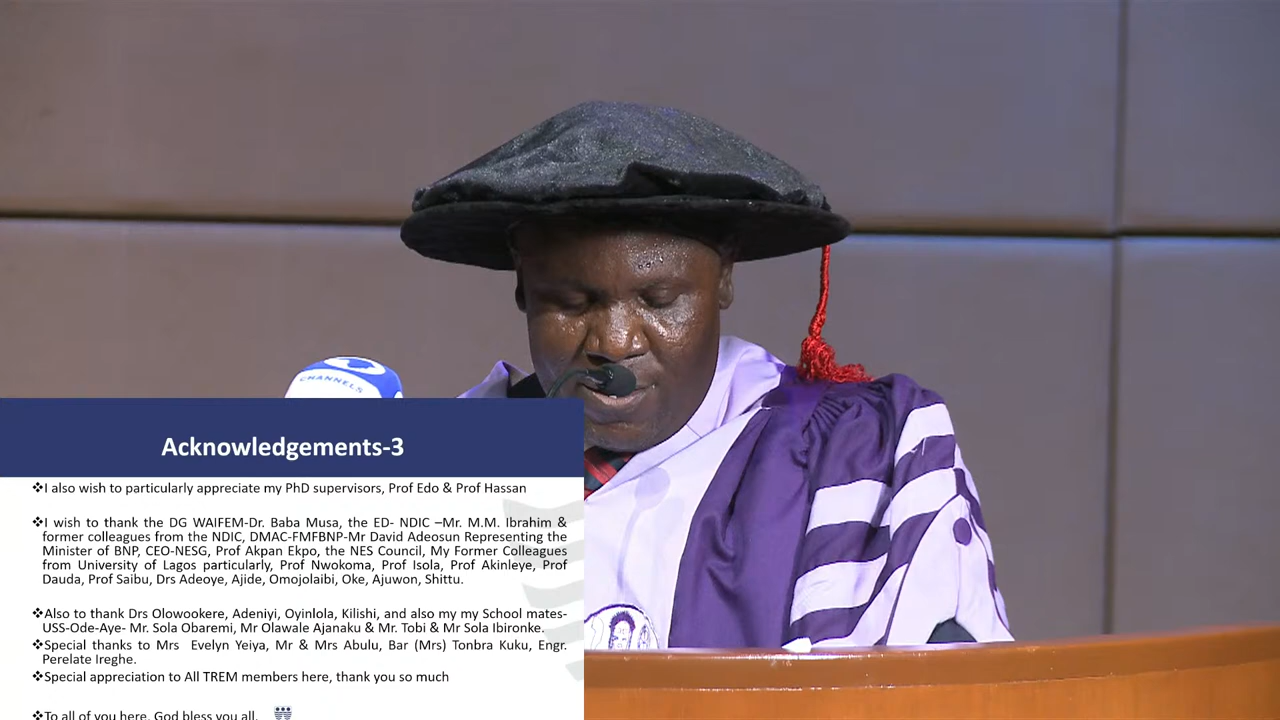 CHANNELS
Acknowledgements-3
❖I also wish to particularly appreciate my PhD supervisors, Prof Edo & Prof Hassan
❖I wish to thank the DG WAIFEM-Dr. Baba Musa, the ED- NDIC –Mr. M.M. Ibrahim &
former colleagues from the NDIC, DMAC-FMFBNP-Mr David Adeosun Representing the
Minister of BNP, CEO-NESG, Prof Akpan Ekpo, the NES Council, My Former Colleagues
from University of Lagos particularly, Prof Nwokoma, Prof Isola, Prof Akinleye, Prof
Dauda, Prof Saibu, Drs Adeoye, Ajide, Omojolaibi, Oke, Ajuwon, Shittu.
❖Also to thank Drs Olowookere, Adeniyi, Oyinlola, Kilishi, and also my my School mates-
USS-Ode-Aye- Mr. Sola Obaremi, Mr Olawale Ajanaku & Mr. Tobi & Mr Sola Ibironke.
❖Special thanks to Mrs Evelyn Yeiya, Mr & Mrs Abulu, Bar (Mrs) Tonbra Kuku, Engr.
Perelate Ireghe.
❖Special appreciation to All TREM members here, thank you so much
❖To all of you here, God bless you all.